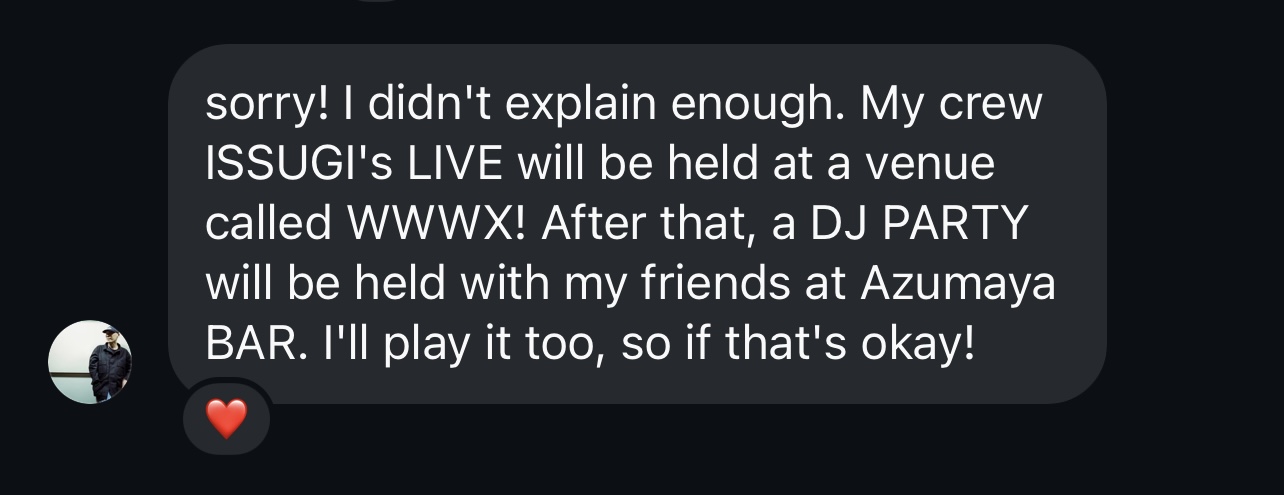 sorry! I didn't explain enough. My crew
ISSUGI's LIVE will be held at a venue
called WWWX! After that, a DJ PARTY
will be held with my friends at Azumaya
BAR. I'll play it too, so if that's okay!